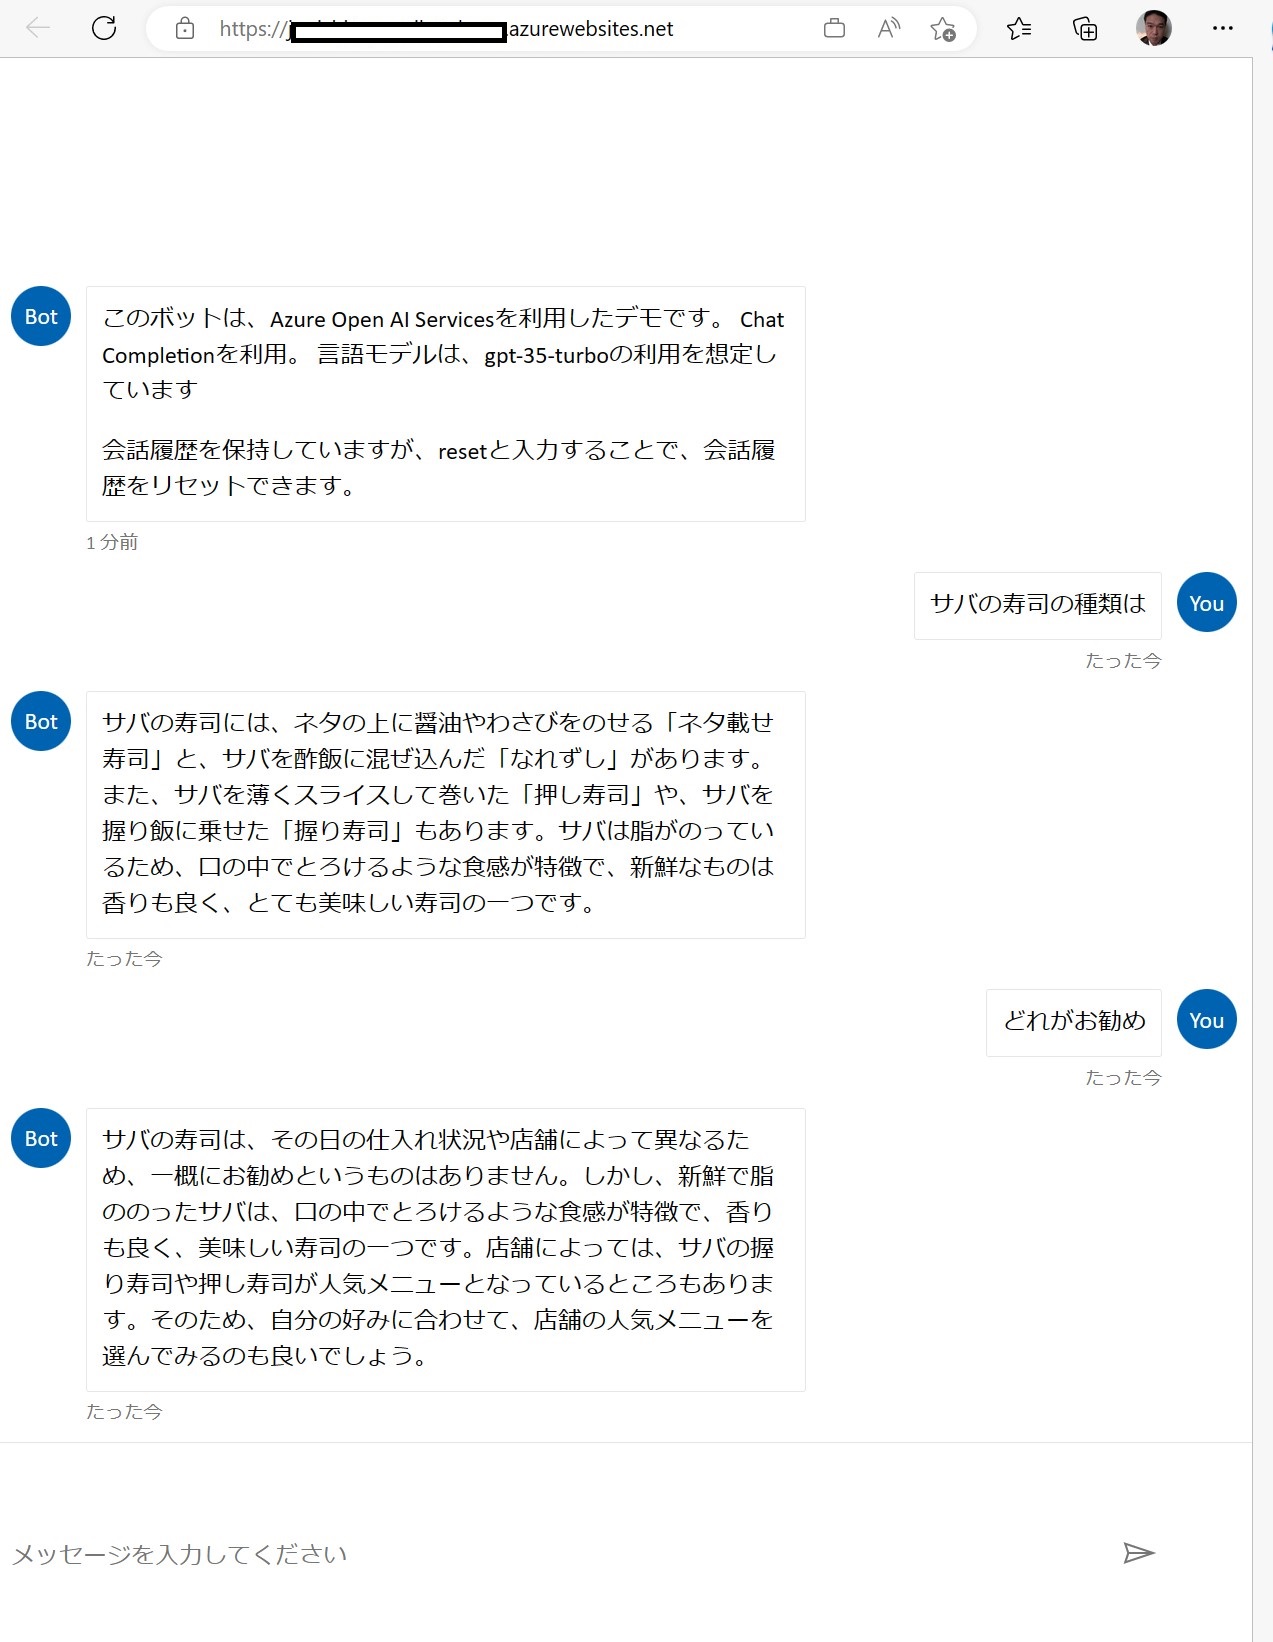 https://
.azurewebsites.net
Bot
このボットは、Azure Open AI Servicesを利用したデモです。 Chat
Completionを利用。 言語モデルは、gpt-35-turboの利用を想定し
ています
会話履歴を保持していますが、resetと入力することで、会話履
歴をリセットできます。
1 分前
サバの寿司の種類は
You
たった今
Bot
サバの寿司には、ネタの上に醤油やわさびをのせる「ネタ載せ
寿司」と、サバを酢飯に混ぜ込んだ「なれずし」があります。
また、サバを薄くスライスして巻いた「押し寿司」や、サバを
握り飯に乗せた「握り寿司」もあります。サバは脂がのってい
るため、口の中でとろけるような食感が特徴で、新鮮なものは
香りも良く、とても美味しい寿司の一つです。
たった今
どれがお勧め
You
たった今
Bot
サバの寿司は、その日の仕入れ状況や店舗によって異なるた
め、一概にお勧めというものはありません。しかし、新鮮で脂
ののったサバは、口の中でとろけるような食感が特徴で、香り
も良く、美味しい寿司の一つです。店舗によっては、サバの握
り寿司や押し寿司が人気メニューとなっているところもありま
す。そのため、自分の好みに合わせて、店舗の人気メニューを
選んでみるのも良いでしょう。
たった今
メッセージを入力してください